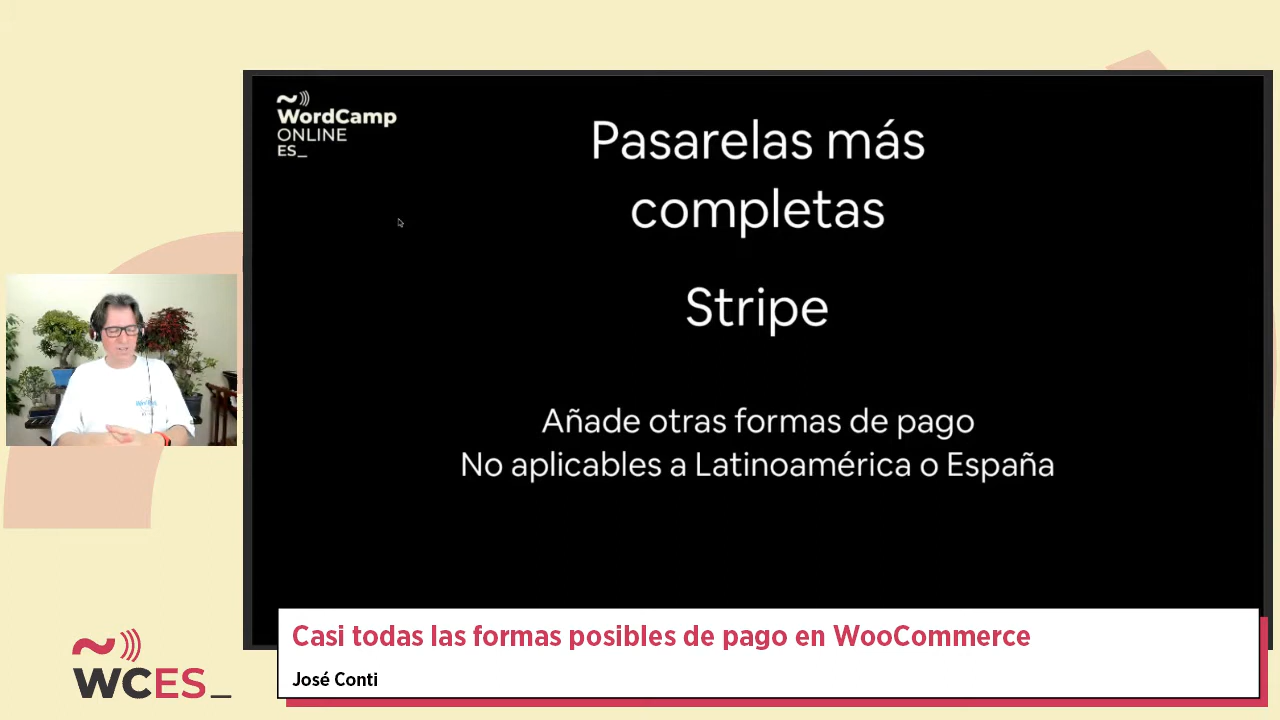 WordCamp
ONLINE
ES_
Pasarelas más
completas
Stripe
Añade otras formas de pago
No aplicables a Latinoamérica o España
Casi todas las formas posibles de pago en WooCommerce
José Conti
WCES_